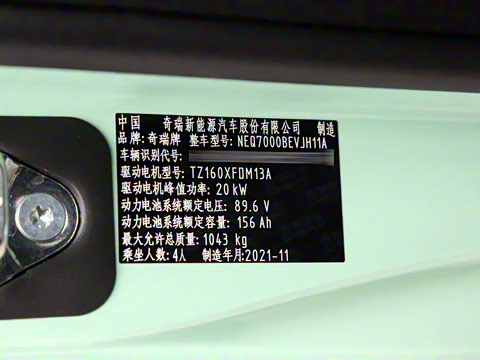 中国 奇瑞新能源汽车股份有限公司 制造
品牌: 奇瑞牌 整车型号: NEQ7000BEVJH11A
车辆识别代号:
驱动电机型号: TZ160XFDM13A
驱动电机峰值功率: 20 kW
动力电池系统额定电压: 89.6 V
动力电池系统额定容量: 156 Ah
最大允许总质量: 1043 kg
乘坐人数: 4人 制造年月: 2021-11